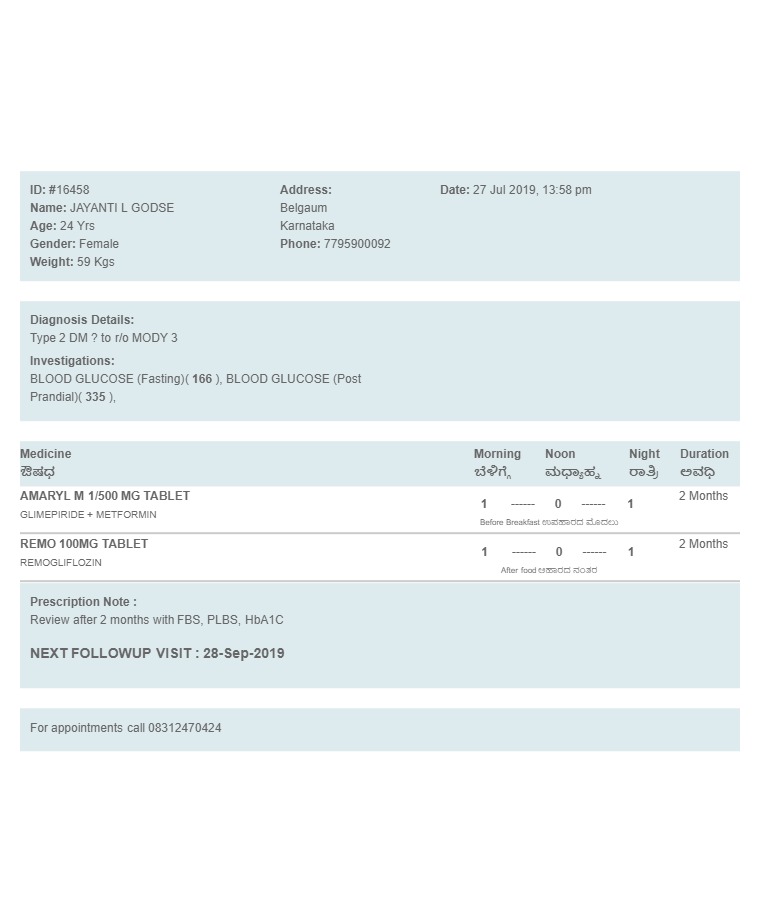 ID: #16458
Name: JAYANTI L GODSE
Age: 24 Yrs
Gender: Female
Weight: 59 Kgs
Address:
Belgaum
Karnataka
Phone: 7795900092
Date: 27 Jul 2019, 13:58 pm
Diagnosis Details:
Type 2 DM ? to r/o MODY 3
Investigations:
BLOOD GLUCOSE (Fasting)( 166 ), BLOOD GLUCOSE (Post
Prandial)( 335 ),
Medicine Morning Noon Night Duration
ಔಷಧ ಬೆಳಿಗ್ಗೆ ಮಧ್ಯಾಹ್ನ ರಾತ್ರಿ ಅವಧಿ
AMARYL M 1/500 MG TABLET 1 ------ 0 ------ 1 2 Months
GLIMEPIRIDE + METFORMIN Before Breakfast ಉಪಹಾರದ ಮೊದಲು
REMO 100MG TABLET 1 ------ 0 ------ 1 2 Months
REMOGLIFLOZIN After food ಆಹಾರದ ನಂತರ
Prescription Note :
Review after 2 months with FBS, PLBS, HbA1C
NEXT FOLLOWUP VISIT : 28-Sep-2019
For appointments call 08312470424